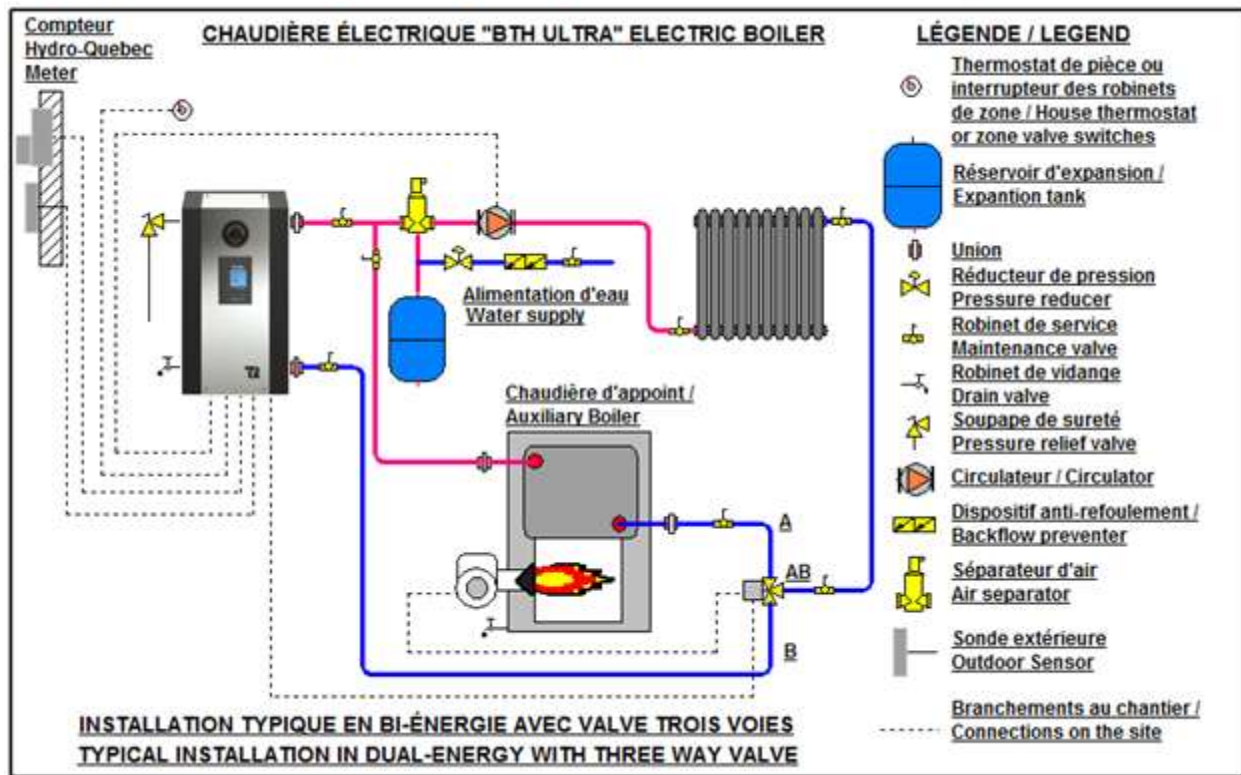 Compteur
Hydro-Quebec
Meter
CHAUDIÈRE ÉLECTRIQUE "BTH ULTRA" ELECTRIC BOILER
Alimentation d'eau
Water supply
Chaudière d'appoint /
Auxiliary Boiler
A
AB
B
INSTALLATION TYPIQUE EN BI-ÉNERGIE AVEC VALVE TROIS VOIES
TYPICAL INSTALLATION IN DUAL-ENERGY WITH THREE WAY VALVE
LÉGENDE / LEGEND
Thermostat de pièce ou
interrupteur des robinets
de zone / House thermostat
or zone valve switches
Réservoir d'expansion /
Expantion tank
Union
Réducteur de pression
Pressure reducer
Robinet de service
Maintenance valve
Robinet de vidange
Drain valve
Soupape de sureté
Pressure relief valve
Circulateur / Circulator
Dispositif anti-refoulement /
Backflow preventer
Séparateur d'air
Air separator
Sonde extérieure
Outdoor Sensor
Branchements au chantier /
Connections on the site